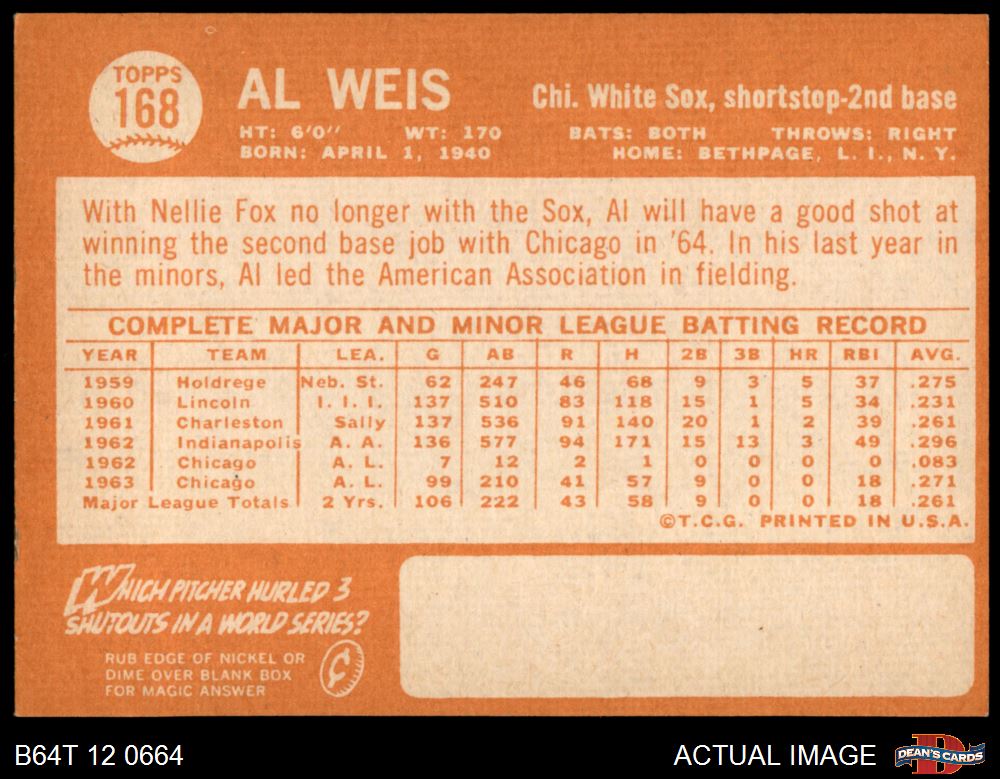 TOPPS
168
AL WEIS
Chi. White Sox, shortstop-2nd base
HT: 6'0" WT: 170 BATS: BOTH THROWS: RIGHT
BORN: APRIL 1, 1940 HOME: BETHPAGE, L. I., N. Y.
With Nellie Fox no longer with the Sox, Al will have a good shot at
winning the second base job with Chicago in '64. In his last year in
the minors, Al led the American Association in fielding.
COMPLETE MAJOR AND MINOR LEAGUE BATTING RECORD
YEAR TEAM LEA. G AB R H 2B 3B HR RBI AVG.
1959 Holdrege Neb. St. 62 247 46 68 9 3 5 37 .275
1960 Lincoln I. I. I. 137 510 83 118 15 1 5 34 .231
1961 Charleston Sally 137 536 91 140 20 1 2 39 .261
1962 Indianapolis A. A. 136 577 94 171 15 13 3 49 .296
1962 Chicago A. L. 7 12 2 1 0 0 0 0 .083
1963 Chicago A. L. 99 210 41 57 9 0 0 18 .271
Major League Totals 2 Yrs. 106 222 43 58 9 0 0 18 .261
©T.C.G. PRINTED IN U.S.A.
WHICH PITCHER HURLED 3
SHUTOUTS IN A WORLD SERIES?
RUB EDGE OF NICKEL OR
DIME OVER BLANK BOX
FOR MAGIC ANSWER
¢
B64T 12 0664
ACTUAL IMAGE
D
DEAN'S CARDS